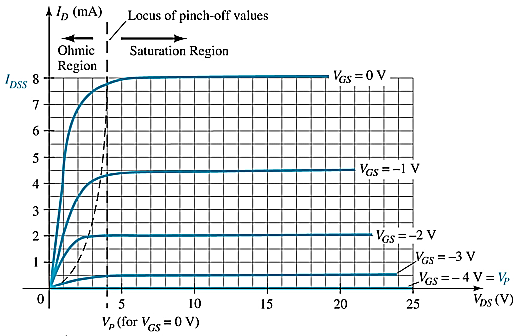 I_D (mA)
Locus of pinch-off values
Ohmic
Region
Saturation Region
I_DSS 8
7
6
5
4
3
2
1
0
V_GS = 0 V
V_GS = −1 V
V_GS = −2 V
V_GS = −3 V
V_GS = − 4 V = V_P
5 10 15 20 25 V_DS (V)
V_P (for V_GS = 0 V)